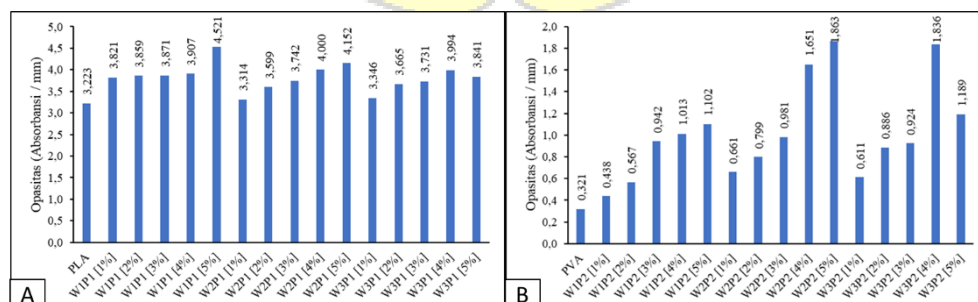 Opasitas (Absorbansi / mm)
5,0
4,5
4,0
3,5
3,0
2,5
2,0
1,5
1,0
0,5
0,0
3,223
3,821
3,859
3,871
3,907
4,521
3,314
3,599
3,742
4,000
4,152
3,346
3,665
3,731
3,994
3,841
PLA
W1P1 [1%]
W1P1 [2%]
W1P1 [3%]
W1P1 [4%]
W1P1 [5%]
W2P1 [1%]
W2P1 [2%]
W2P1 [3%]
W2P1 [4%]
W2P1 [5%]
W3P1 [1%]
W3P1 [2%]
W3P1 [3%]
W3P1 [4%]
W3P1 [5%]
A
Opasitas (Absorbansi / mm)
2,0
1,8
1,6
1,4
1,2
1,0
0,8
0,6
0,4
0,2
0,0
0,321
0,438
0,567
0,942
1,013
1,102
0,661
0,799
0,981
1,651
1,863
0,611
0,886
0,924
1,836
1,189
PVA
W1P2 [1%]
W1P2 [2%]
W1P2 [3%]
W1P2 [4%]
W1P2 [5%]
W2P2 [1%]
W2P2 [2%]
W2P2 [3%]
W2P2 [4%]
W2P2 [5%]
W3P2 [1%]
W3P2 [2%]
W3P2 [3%]
W3P2 [4%]
W3P2 [5%]
B